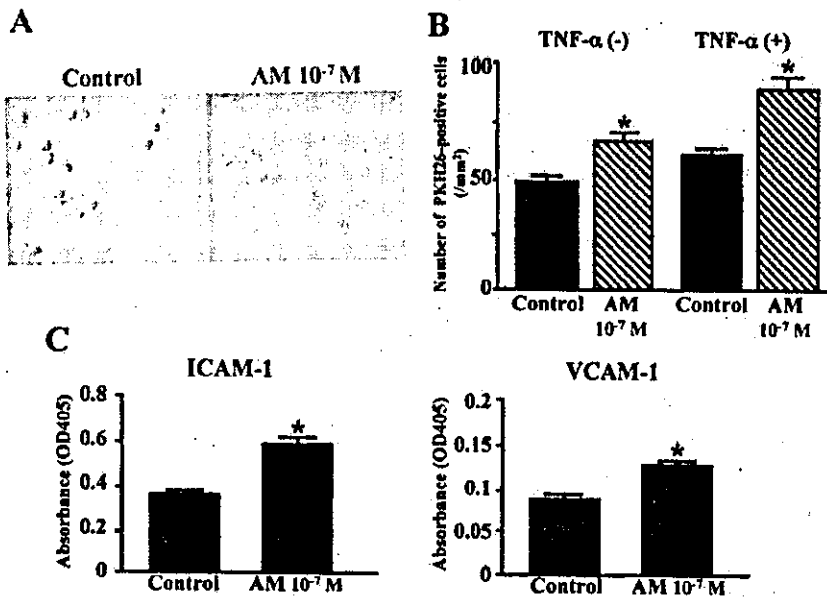 A
Control
AM 10⁻⁷ M
B
TNF-α (-)
TNF-α (+)
Number of PKH26-positive cells
(/mm²)
100
50
0
*
*
Control
AM
10⁻⁷ M
Control
AM
10⁻⁷ M
C
ICAM-1
Absorbance (OD405)
0.8
0.6
0.4
0.2
0
*
Control
AM 10⁻⁷ M
VCAM-1
Absorbance (OD405)
0.2
0.15
0.1
0.05
0
*
Control
AM 10⁻⁷ M